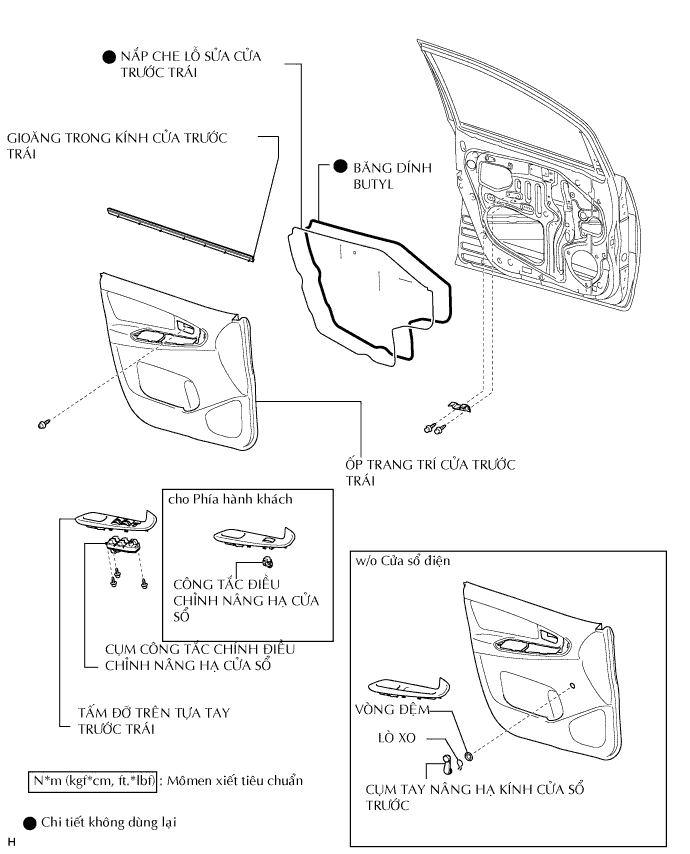 NẮP CHE LỖ SỬA CỬA
TRƯỚC TRÁI
GIOĂNG TRONG KÍNH CỬA TRƯỚC
TRÁI
BĂNG DÍNH
BUTYL
ỐP TRANG TRÍ CỬA TRƯỚC
TRÁI
cho Phía hành khách
CÔNG TẮC ĐIỀU
CHỈNH NÂNG HẠ CỬA
SỔ
CỤM CÔNG TẮC CHÍNH ĐIỀU
CHỈNH NÂNG HẠ CỬA SỔ
TẤM ĐỠ TRÊN TỰA TAY
TRƯỚC TRÁI
w/o Cửa sổ điện
VÒNG ĐỆM
LÒ XO
CỤM TAY NÂNG HẠ KÍNH CỬA SỔ
TRƯỚC
N*m (kgf*cm, ft.*lbf) : Mômen xiết tiêu chuẩn
Chi tiết không dùng lại
H